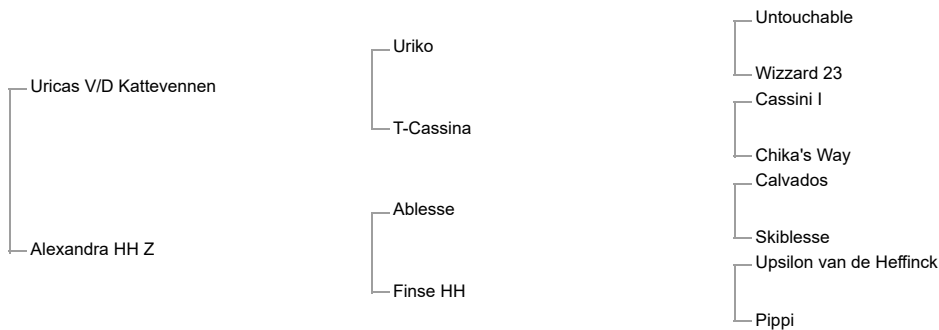 Untouchable
Uriko
Wizzard 23
Uricas V/D Kattevennen
Cassini I
T-Cassina
Chika's Way
Calvados
Ablesse
Skiblesse
Alexandra HH Z
Upsilon van de Heffinck
Finse HH
Pippi